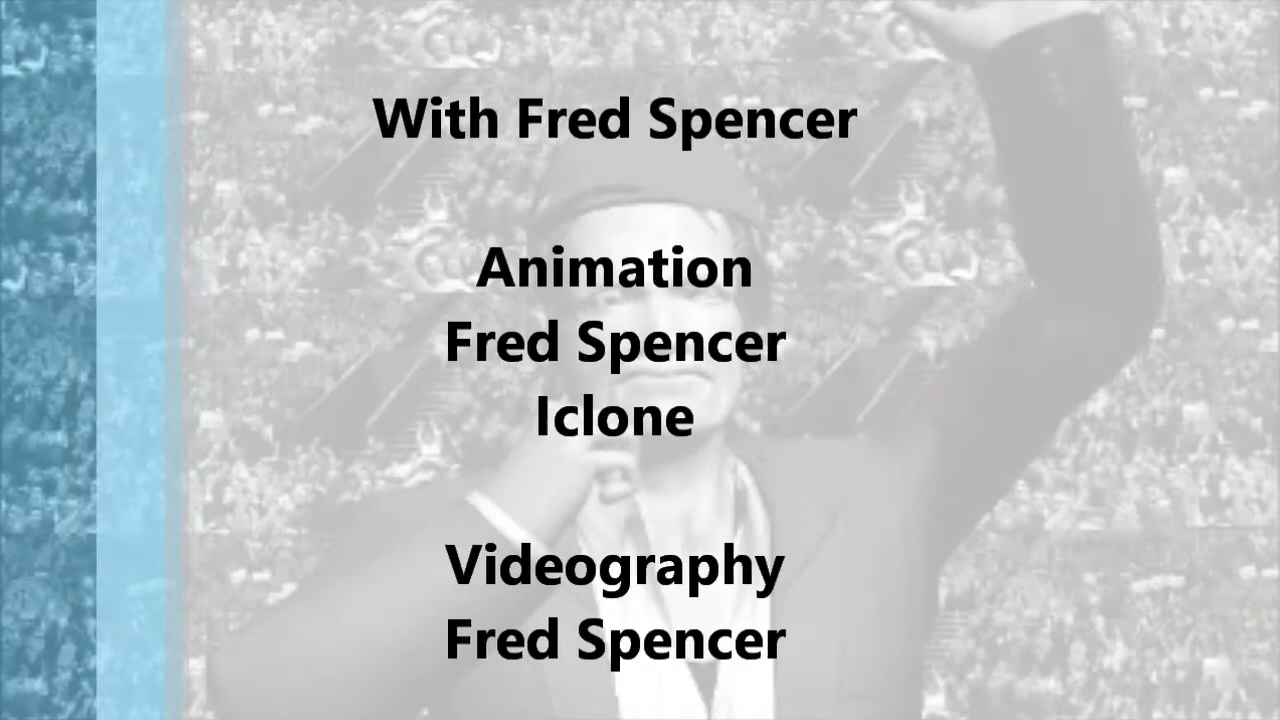 With Fred Spencer
Animation
Fred Spencer
Iclone
Videography
Fred Spencer